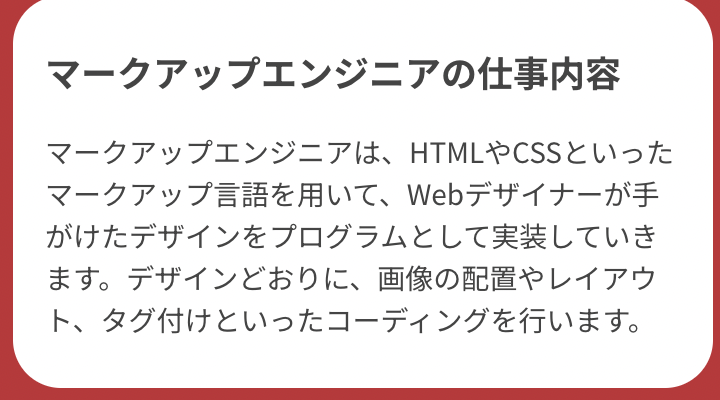 マークアップエンジニアの仕事内容
マークアップエンジニアは、HTMLやCSSといった
マークアップ言語を用いて、Webデザイナーが手
がけたデザインをプログラムとして実装していき
ます。デザインどおりに、画像の配置やレイアウ
ト、タグ付けといったコーディングを行います。